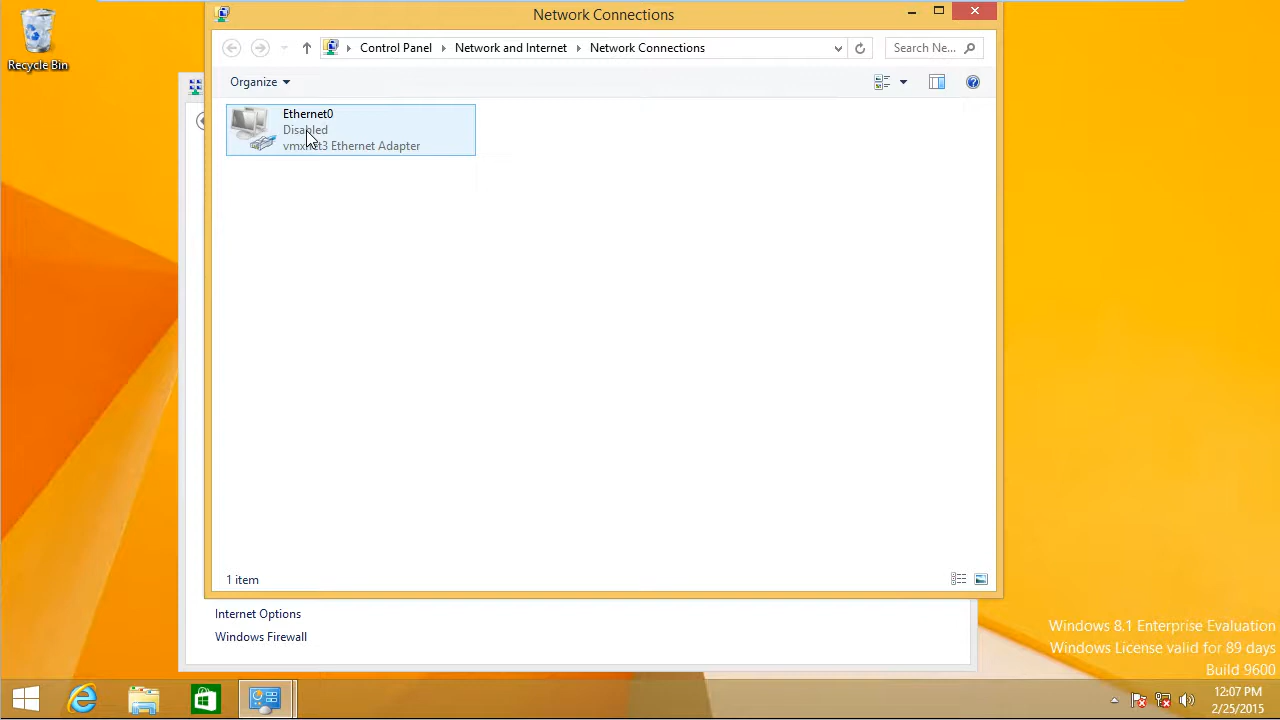 Recycle Bin
Network Connections
Control Panel
Network and Internet
Network Connections
Search Ne...
Organize
Ethernet0
Disabled
Ethernet Adapter
1 item
Internet Options
Windows Firewall
Windows 8.1 Enterprise Evaluation
Windows License valid for 89 days
Build 9600
12:07 PM
2/25/2015